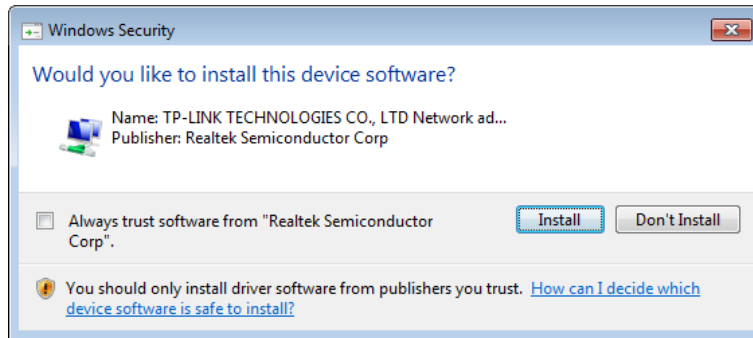 Windows Security
Would you like to install this device software?
Name: TP-LINK TECHNOLOGIES CO., LTD Network ad...
Publisher: Realtek Semiconductor Corp
Always trust software from "Realtek Semiconductor
Corp".
Install
Don't Install
You should only install driver software from publishers you trust. How can I decide which
device software is safe to install?